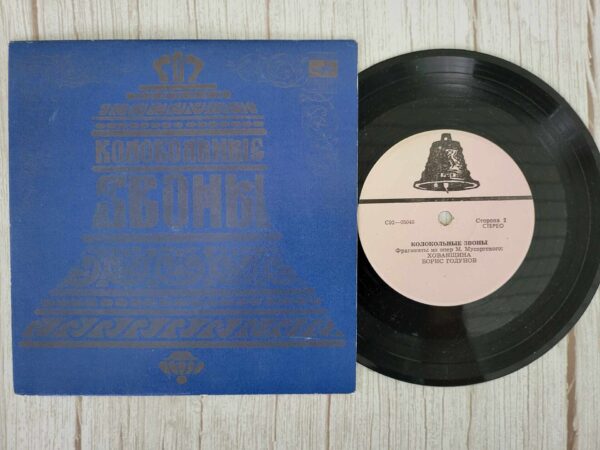 КОЛОКОЛЬНЫЕ
ЗВОНЫ
Сторона 2
СТЕРЕО
КОЛОКОЛЬНЫЕ ЗВОНЫ
Фрагменты из опер М. Мусоргского:
ХОВАНЩИНА
БОРИС ГОДУНОВ